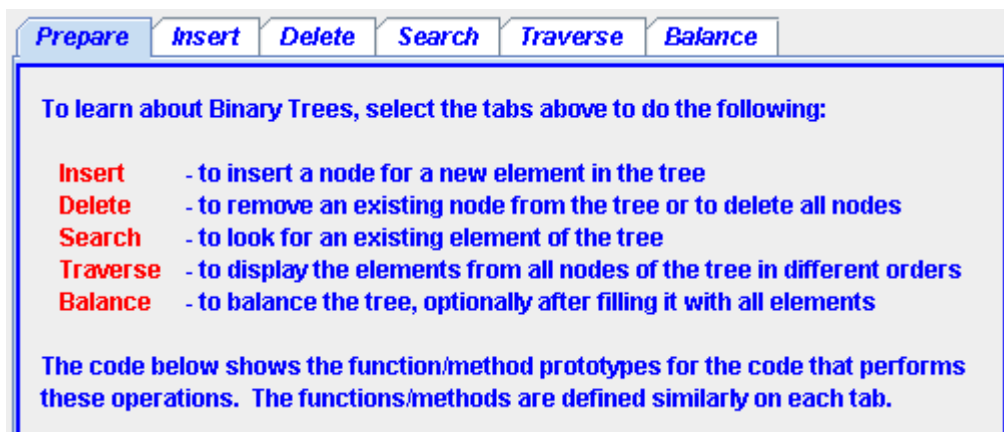 Prepare Insert Delete Search Traverse Balance
To learn about Binary Trees, select the tabs above to do the following:
Insert - to insert a node for a new element in the tree
Delete - to remove an existing node from the tree or to delete all nodes
Search - to look for an existing element of the tree
Traverse - to display the elements from all nodes of the tree in different orders
Balance - to balance the tree, optionally after filling it with all elements
The code below shows the function/method prototypes for the code that performs
these operations. The functions/methods are defined similarly on each tab.